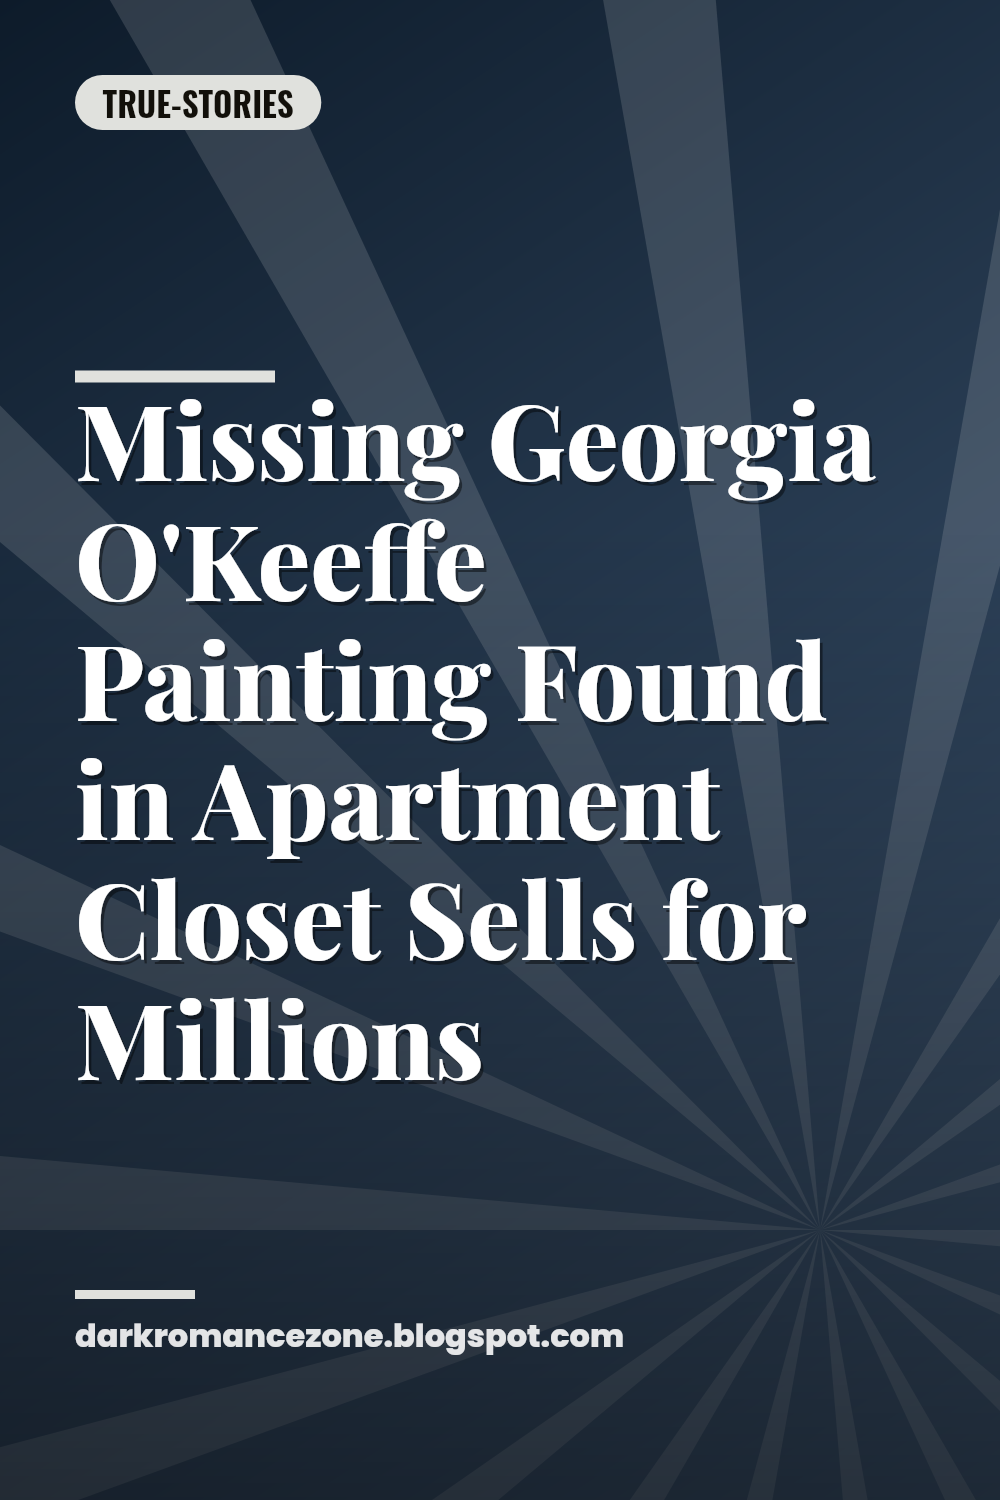 TRUE-STORIES
Missing Georgia
O'Keeffe
Painting Found
in Apartment
Closet Sells for
Millions
darkromancezone.blogspot.com